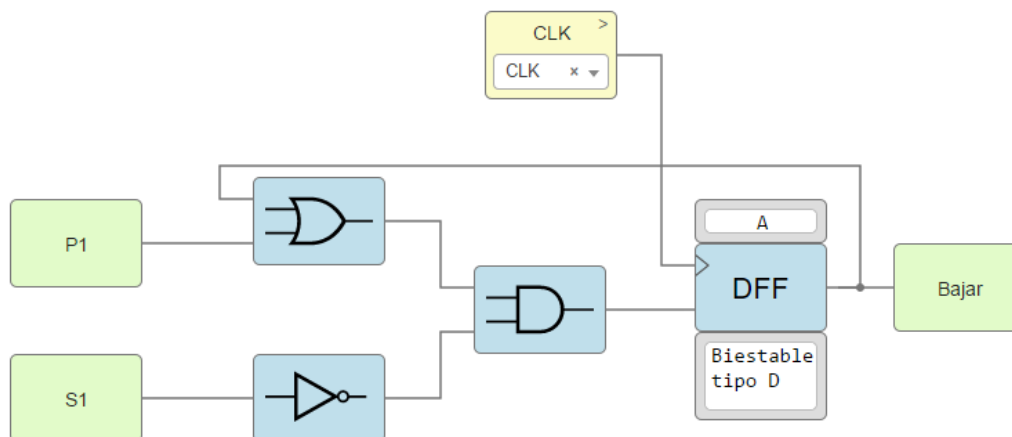 CLK >
CLK × 
P1
A
DFF
Bajar
Biestable
tipo D
S1